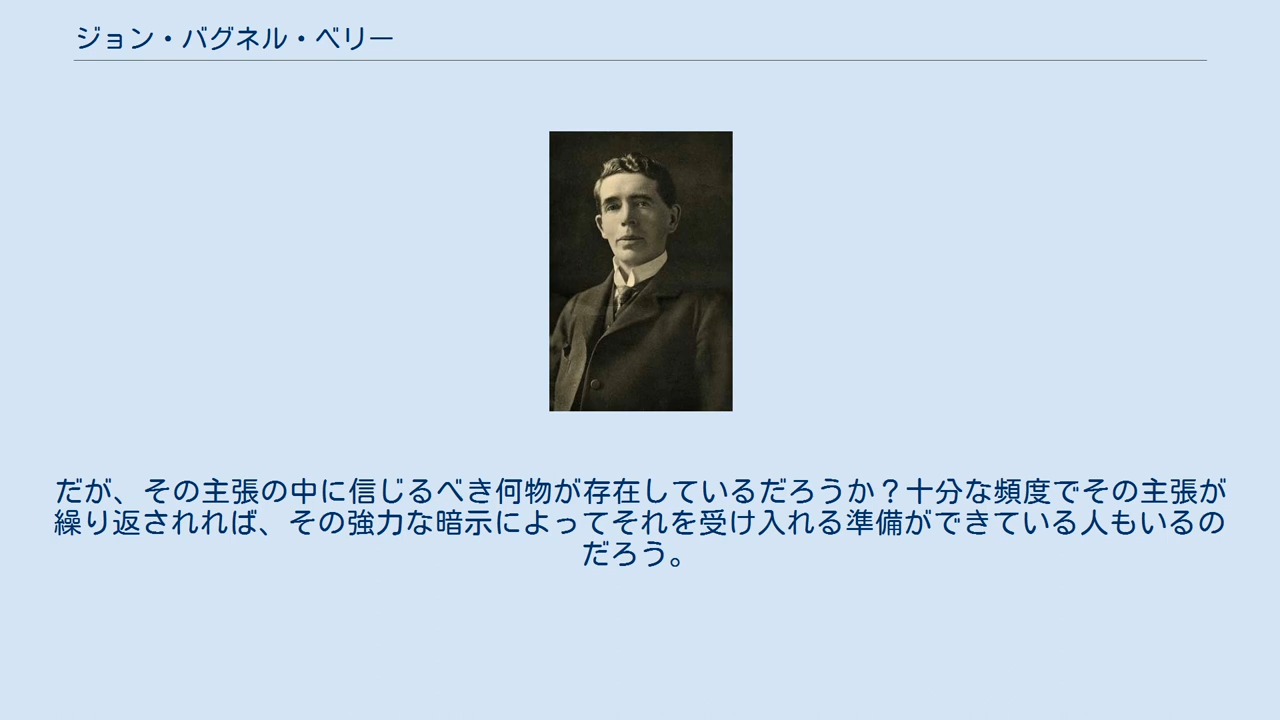 ジョン・バグネル・ベリー
だが、その主張の中に信じるべき何物が存在しているだろうか？十分な頻度でその主張が
繰り返されれば、その強力な暗示によってそれを受け入れる準備ができている人もいるの
だろう。